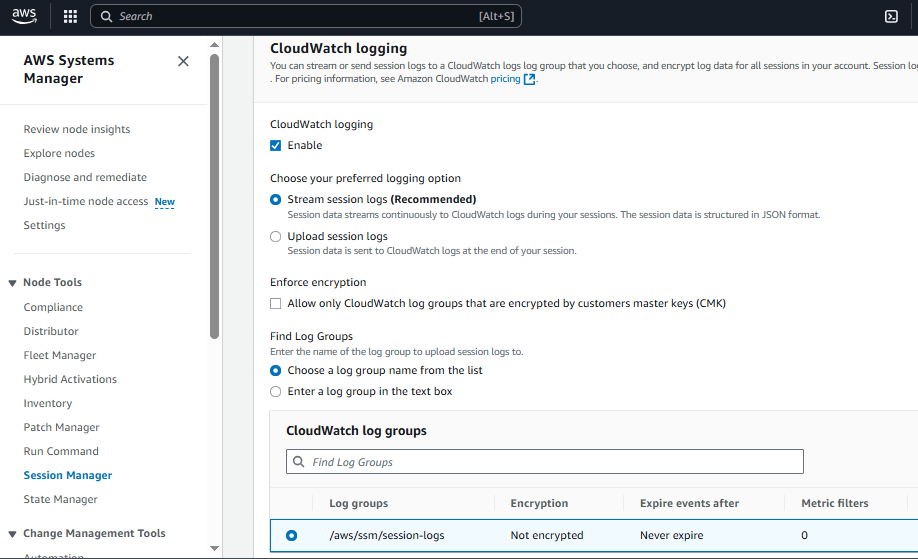 aws
Search [Alt+S]
AWS Systems
Manager
Review node insights
Explore nodes
Diagnose and remediate
Just-in-time node access New
Settings
Node Tools
Compliance
Distributor
Fleet Manager
Hybrid Activations
Inventory
Patch Manager
Run Command
Session Manager
State Manager
Change Management Tools
Automation
CloudWatch logging
You can stream or send session logs to a CloudWatch logs log group that you choose, and encrypt log data for all sessions in your account. Session log
. For pricing information, see Amazon CloudWatch pricing .
CloudWatch logging
Enable
Choose your preferred logging option
Stream session logs (Recommended)
Session data streams continuously to CloudWatch logs during your sessions. The session data is structured in JSON format.
Upload session logs
Session data is sent to CloudWatch logs at the end of your session.
Enforce encryption
Allow only CloudWatch log groups that are encrypted by customers master keys (CMK)
Find Log Groups
Enter the name of the log group to upload session logs to.
Choose a log group name from the list
Enter a log group in the text box
CloudWatch log groups
Find Log Groups
Log groups Encryption Expire events after Metric filters
/aws/ssm/session-logs Not encrypted Never expire 0